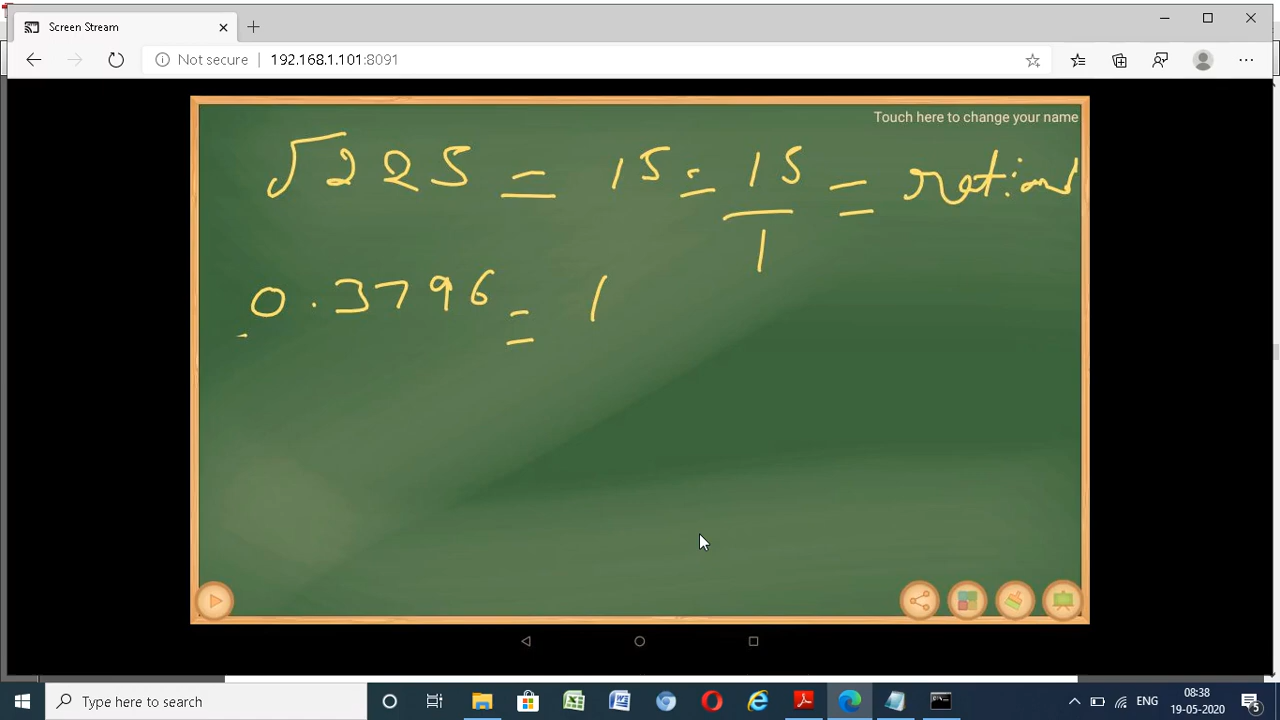 Screen Stream
Not secure 192.168.1.101:8091
Touch here to change your name
√225 = 15 = 15/1 = rational
0.3796 = 1
Type here to search
ENG
08:38
19-05-2020
5